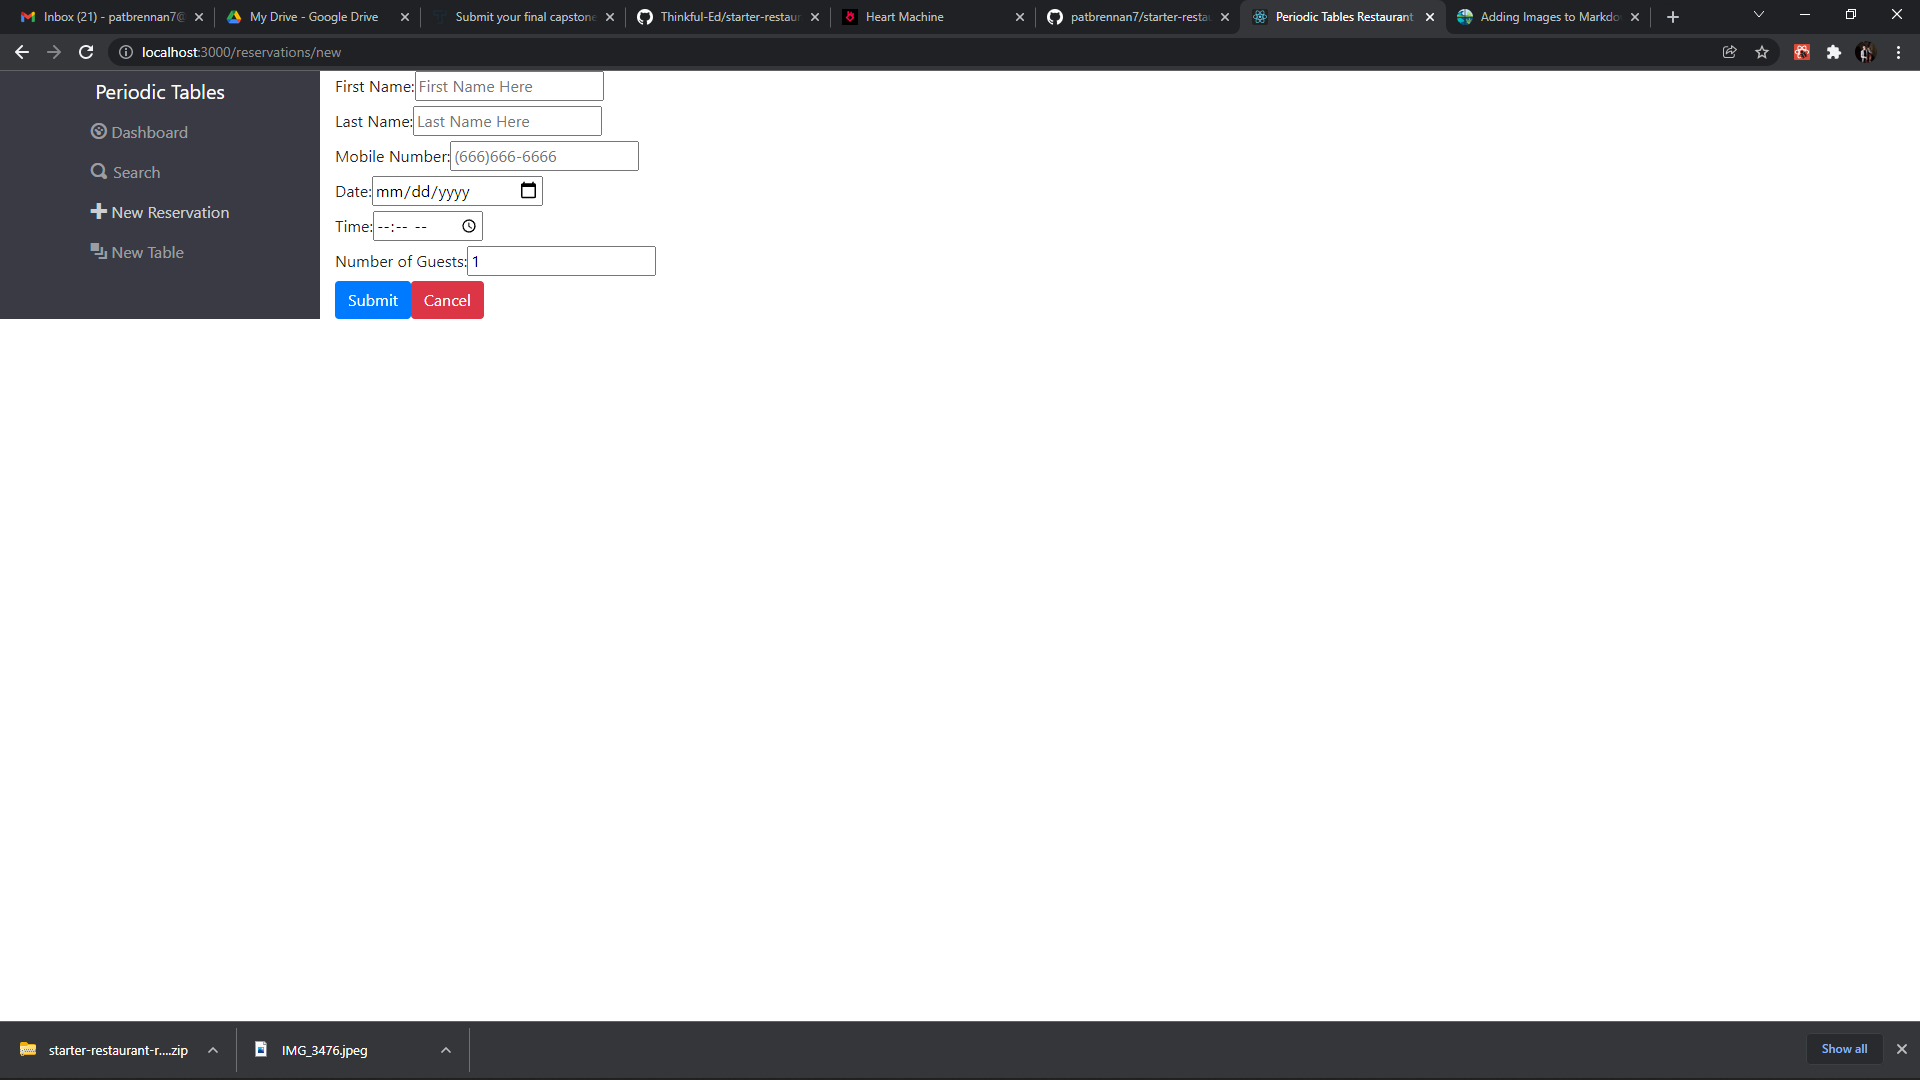 Inbox (21) - patbrennan7@
My Drive - Google Drive
Submit your final capstone
Thinkful-Ed/starter-restaur
Heart Machine
patbrennan7/starter-restau
Periodic Tables Restaurant
Adding Images to Markdo
localhost:3000/reservations/new
Periodic Tables
Dashboard
Search
New Reservation
New Table
First Name: First Name Here
Last Name: Last Name Here
Mobile Number: (666)666-6666
Date: mm/dd/yyyy
Time: --:-- --
Number of Guests: 1
Submit Cancel
starter-restaurant-r....zip
IMG_3476.jpeg
Show all